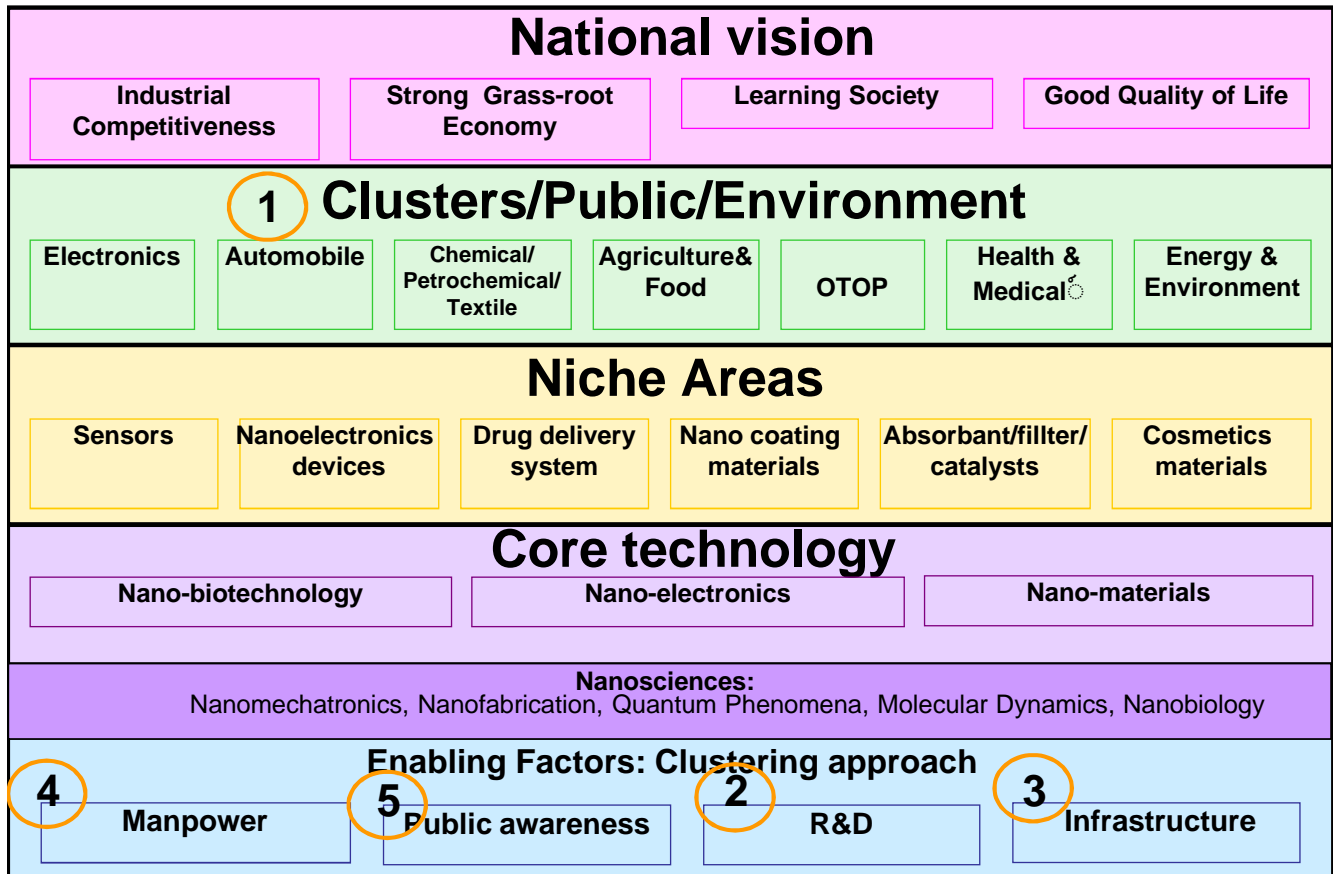 National vision
Industrial
Competitiveness
Strong Grass-root
Economy
Learning Society
Good Quality of Life
1
Clusters/Public/Environment
Electronics
Automobile
Chemical/
Petrochemical/
Textile
Agriculture&
Food
OTOP
Health &
Medical ์
Energy &
Environment
Niche Areas
Sensors
Nanoelectronics
devices
Drug delivery
system
Nano coating
materials
Absorbant/fillter/
catalysts
Cosmetics
materials
Core technology
Nano-biotechnology
Nano-electronics
Nano-materials
Nanosciences:
Nanomechatronics, Nanofabrication, Quantum Phenomena, Molecular Dynamics, Nanobiology
Enabling Factors: Clustering approach
4
Manpower
5
Public awareness
2
R&D
3
Infrastructure